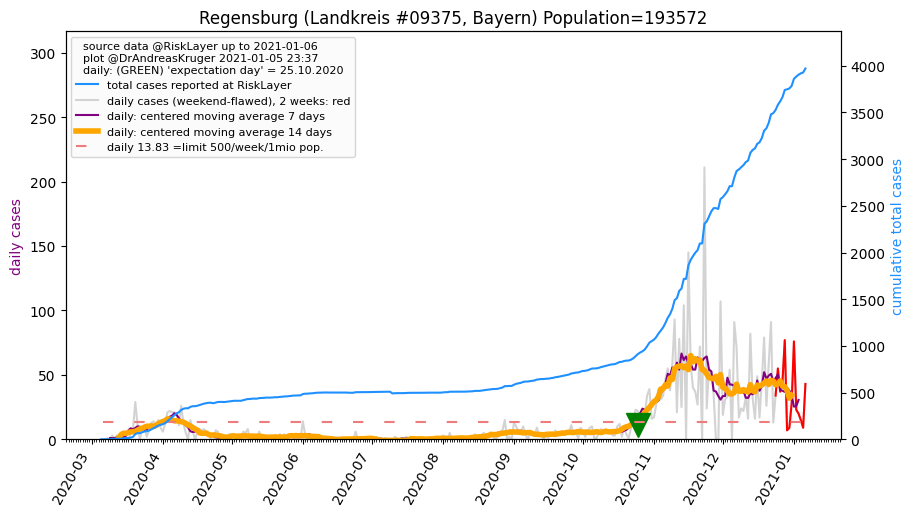 Regensburg (Landkreis #09375, Bayern) Population=193572
source data @RiskLayer up to 2021-01-06
plot @DrAndreasKruger 2021-01-05 23:37
daily: (GREEN) 'expectation day' = 25.10.2020
total cases reported at RiskLayer
daily cases (weekend-flawed), 2 weeks: red
daily: centered moving average 7 days
daily: centered moving average 14 days
daily 13.83 =limit 500/week/1mio pop.
daily cases
300
250
200
150
100
50
0
cumulative total cases
4000
3500
3000
2500
2000
1500
1000
500
0
2020-03
2020-04
2020-05
2020-06
2020-07
2020-08
2020-09
2020-10
2020-11
2020-12
2021-01